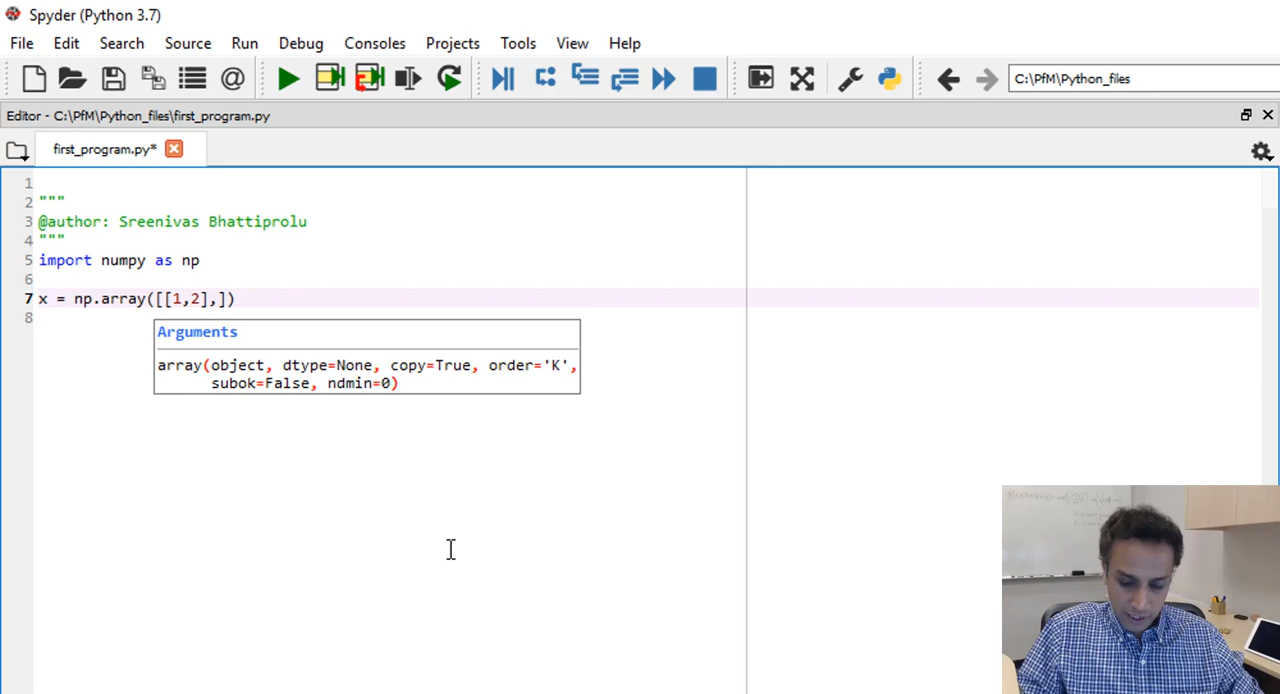 Spyder (Python 3.7)
File Edit Search Source Run Debug Consoles Projects Tools View Help
C:\PfM\Python_files
Editor - C:\PfM\Python_files\first_program.py
first_program.py*
1
2 """
3 @author: Sreenivas Bhattiprolu
4 """
5 import numpy as np
6
7 x = np.array([[1,2],])
8
Arguments
array(object, dtype=None, copy=True, order='K',
subok=False, ndmin=0)